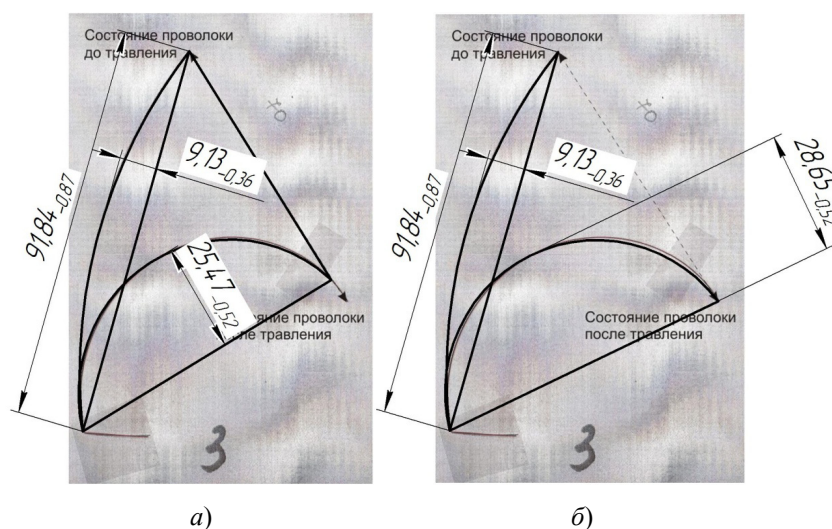 Состояние проволоки
до травления
91,84 -0,87
9,13 -0,36
25,47 -0,52
ние проволоки
ле травления
3
а)
Состояние проволоки
до травления
91,84 -0,87
9,13 -0,36
28,65 -0,52
Состояние проволоки
после травления
3
б)